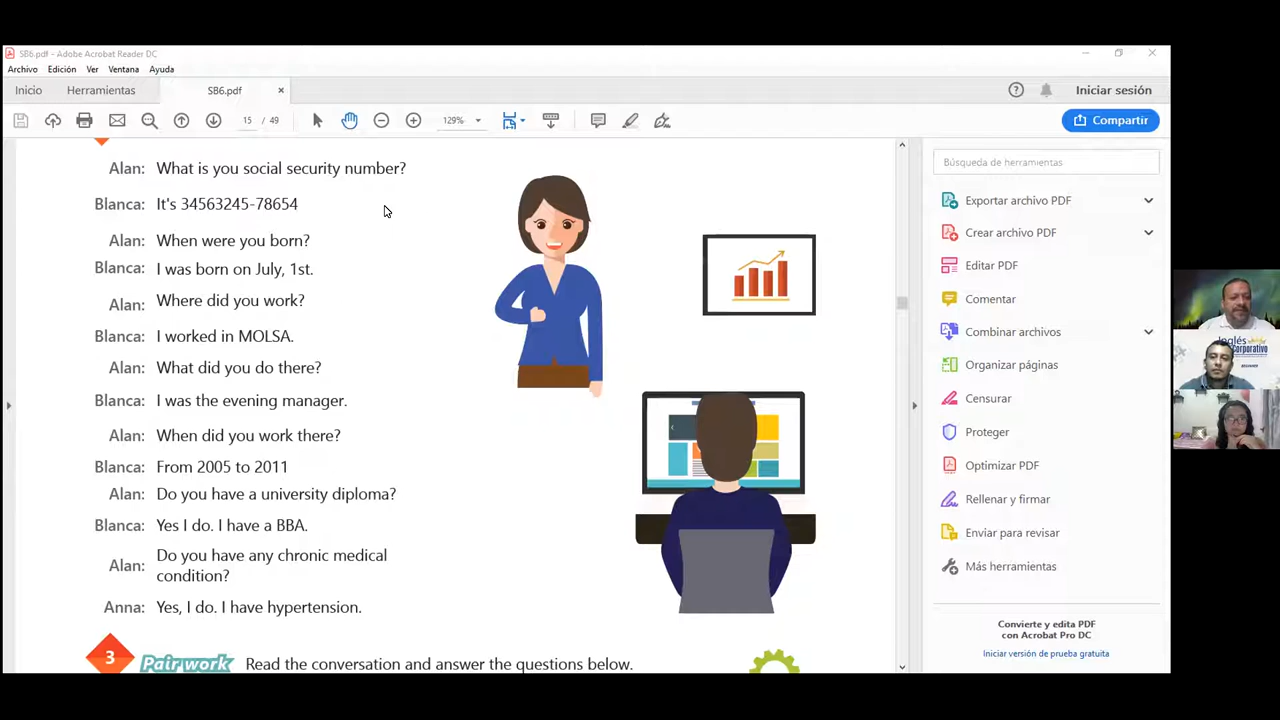 SB6.pdf - Adobe Acrobat Reader DC
Archivo Edición Ver Ventana Ayuda
Inicio Herramientas SB6.pdf × Iniciar sesión
15 / 49 129% Compartir
Alan: What is you social security number?
Blanca: It's 34563245-78654
Alan: When were you born?
Blanca: I was born on July, 1st.
Alan: Where did you work?
Blanca: I worked in MOLSA.
Alan: What did you do there?
Blanca: I was the evening manager.
Alan: When did you work there?
Blanca: From 2005 to 2011
Alan: Do you have a university diploma?
Blanca: Yes I do. I have a BBA.
Alan: Do you have any chronic medical
condition?
Anna: Yes, I do. I have hypertension.
3 Pair work Read the conversation and answer the questions below.
Búsqueda de herramientas
Exportar archivo PDF
Crear archivo PDF
Editar PDF
Comentar
Combinar archivos
Organizar páginas
Censurar
Proteger
Optimizar PDF
Rellenar y firmar
Enviar para revisar
Más herramientas
Convierte y edita PDF
con Acrobat Pro DC
Iniciar versión de prueba gratuita
Inglés
Corporativo
BEGINNER